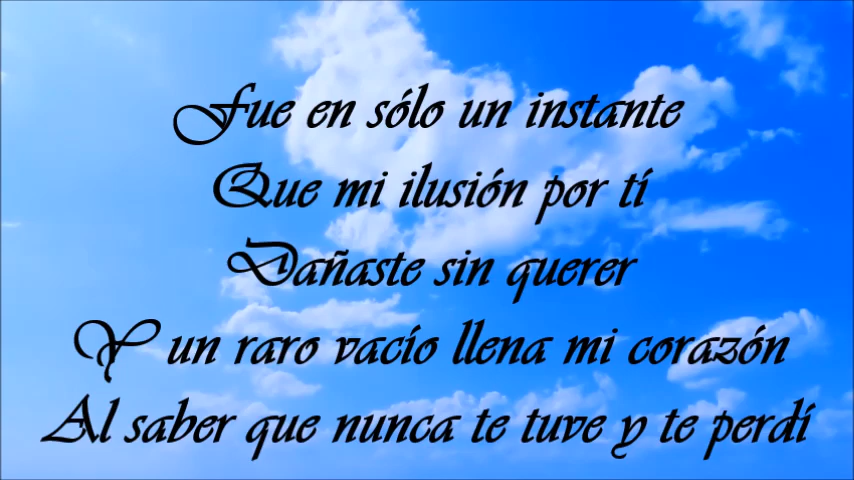 Fue en sólo un instante
Que mi ilusión por tí
Dañaste sin querer
Y un raro vacío llena mi corazón
Al saber que nunca te tuve y te perdí